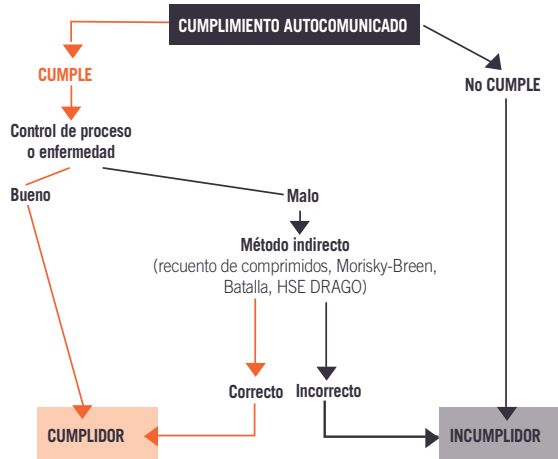 CUMPLIMIENTO AUTOCOMUNICADO
CUMPLE
No CUMPLE
Control de proceso
o enfermedad
Bueno
Malo
Método indirecto
(recuento de comprimidos, Morisky-Breen,
Batalla, HSE DRAGO)
Correcto
Incorrecto
CUMPLIDOR
INCUMPLIDOR